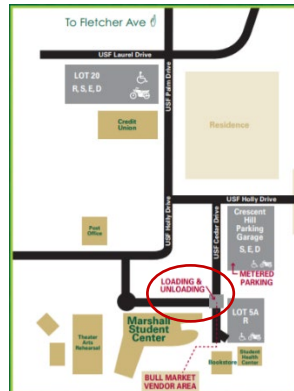 To Fletcher Ave
USF Laurel Drive
LOT 20
R, S, E, D
USF Palm Drive
Credit
Union
Residence
USF Holly Drive
Post
Office
USF Holly Drive
USF Cedar Drive
Crescent
Hill
Parking
Garage
S, E, D
METERED
PARKING
LOADING &
UNLOADING
LOT 5A
R
Marshall
Student
Center
Theater
Arts
Rehearsal
Bookstore
Student
Health
Center
BULL MARKET
VENDOR AREA